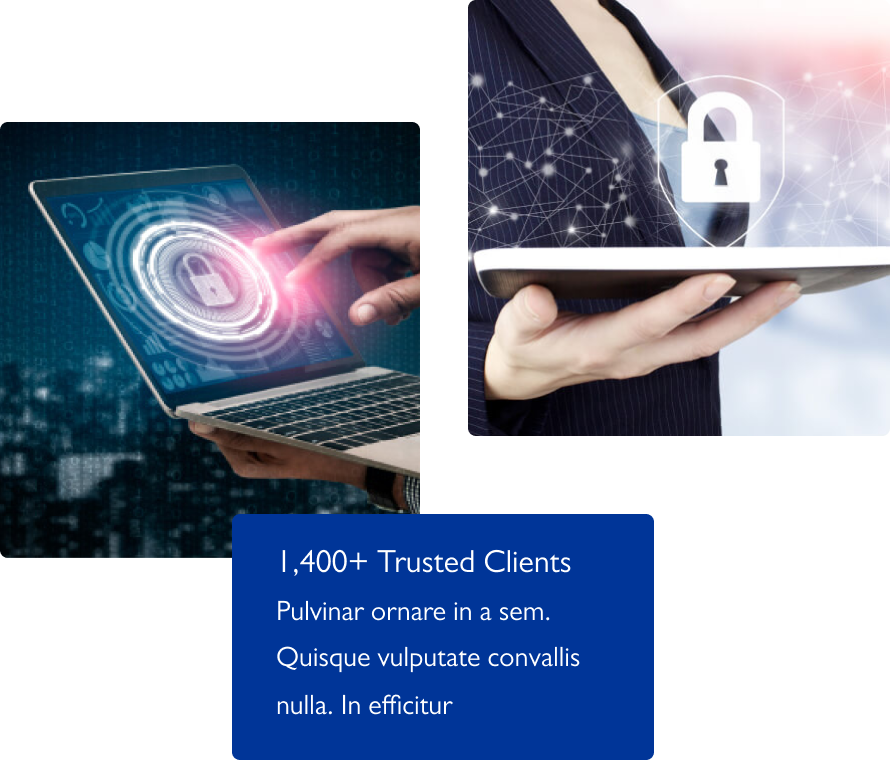 1,400+ Trusted Clients
Pulvinar ornare in a sem.
Quisque vulputate convallis
nulla. In efficitur